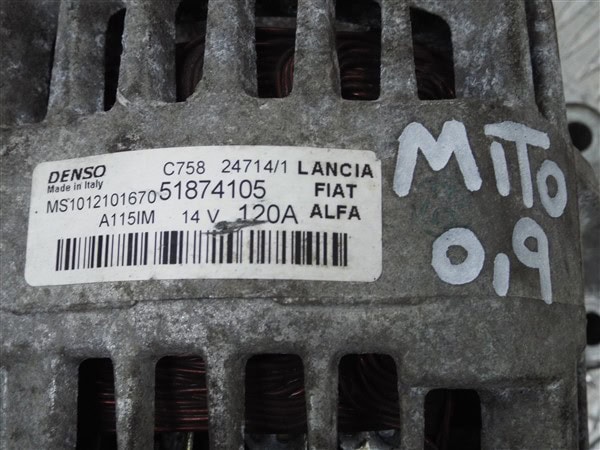 DENSO C758 24714/1 LANCIA
Made in Italy
MS1012101670 51874105 FIAT
A115IM 14 V 120A ALFA
MITO
0,9